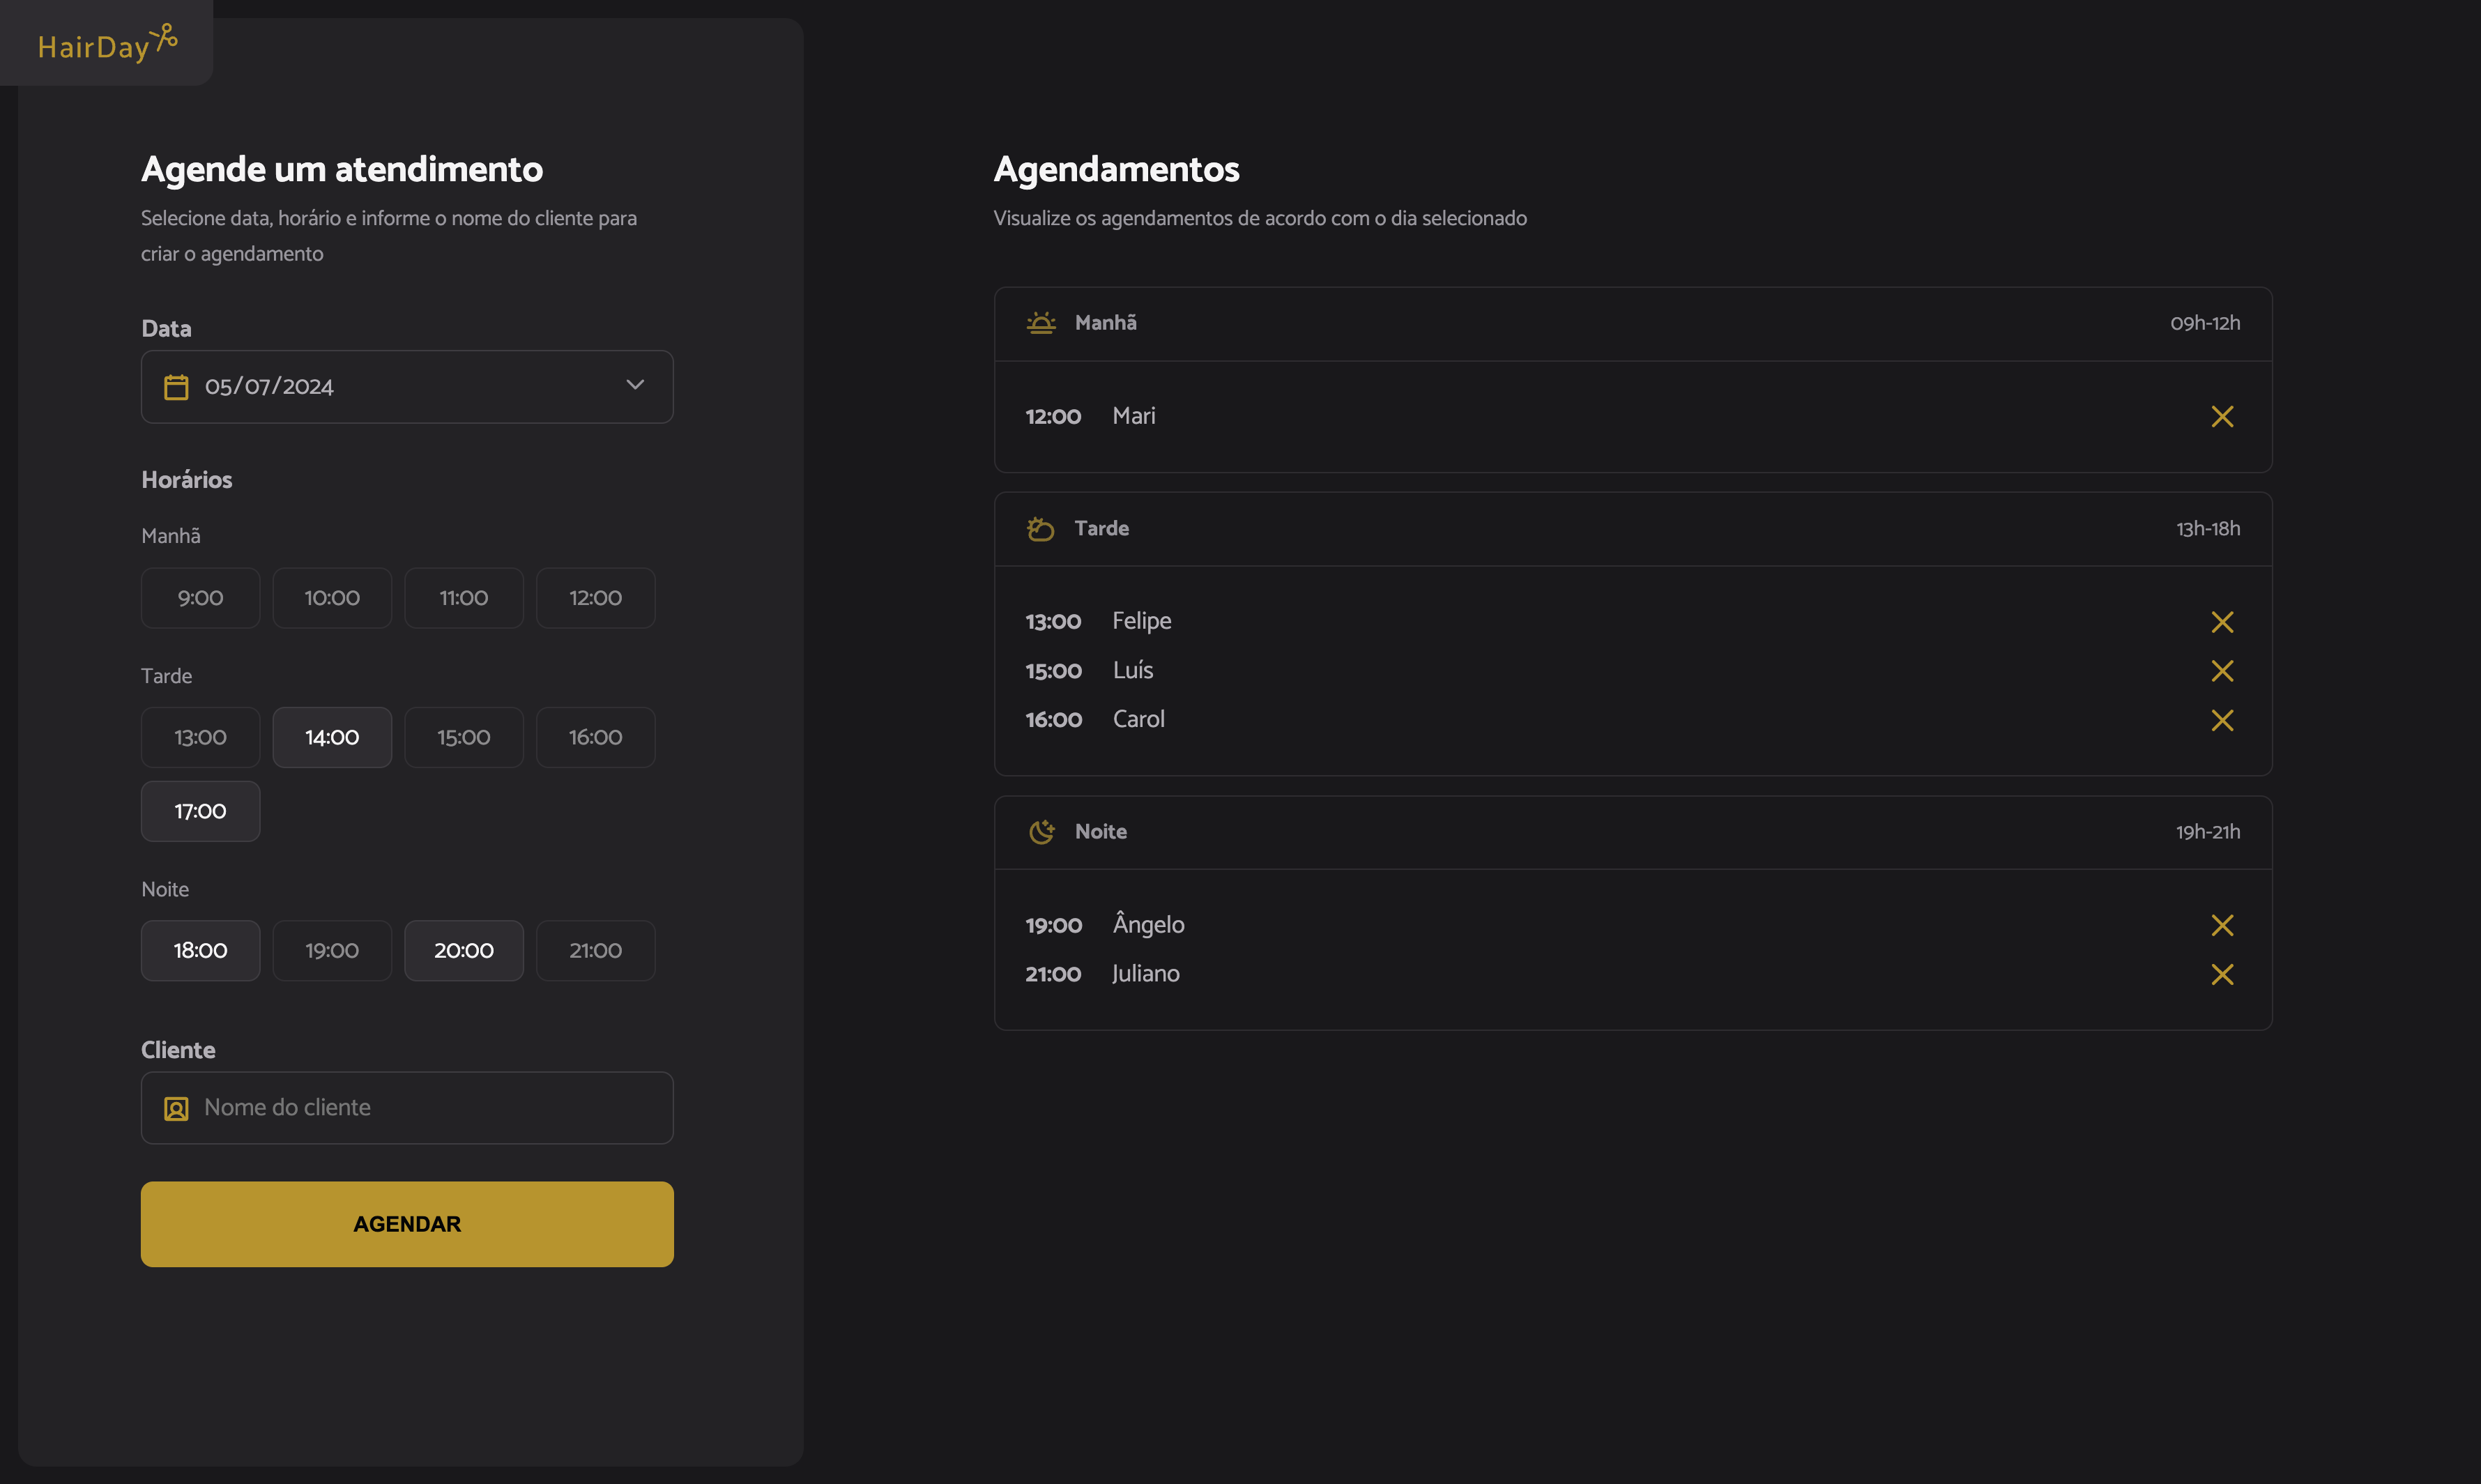 HairDay
Agende um atendimento
Selecione data, horário e informe o nome do cliente para
criar o agendamento
Data
05/07/2024
Horários
Manhã
9:00 10:00 11:00 12:00
Tarde
13:00 14:00 15:00 16:00
17:00
Noite
18:00 19:00 20:00 21:00
Cliente
Nome do cliente
AGENDAR
Agendamentos
Visualize os agendamentos de acordo com o dia selecionado
Manhã 09h-12h
12:00 Mari
Tarde 13h-18h
13:00 Felipe
15:00 Luís
16:00 Carol
Noite 19h-21h
19:00 Ângelo
21:00 Juliano